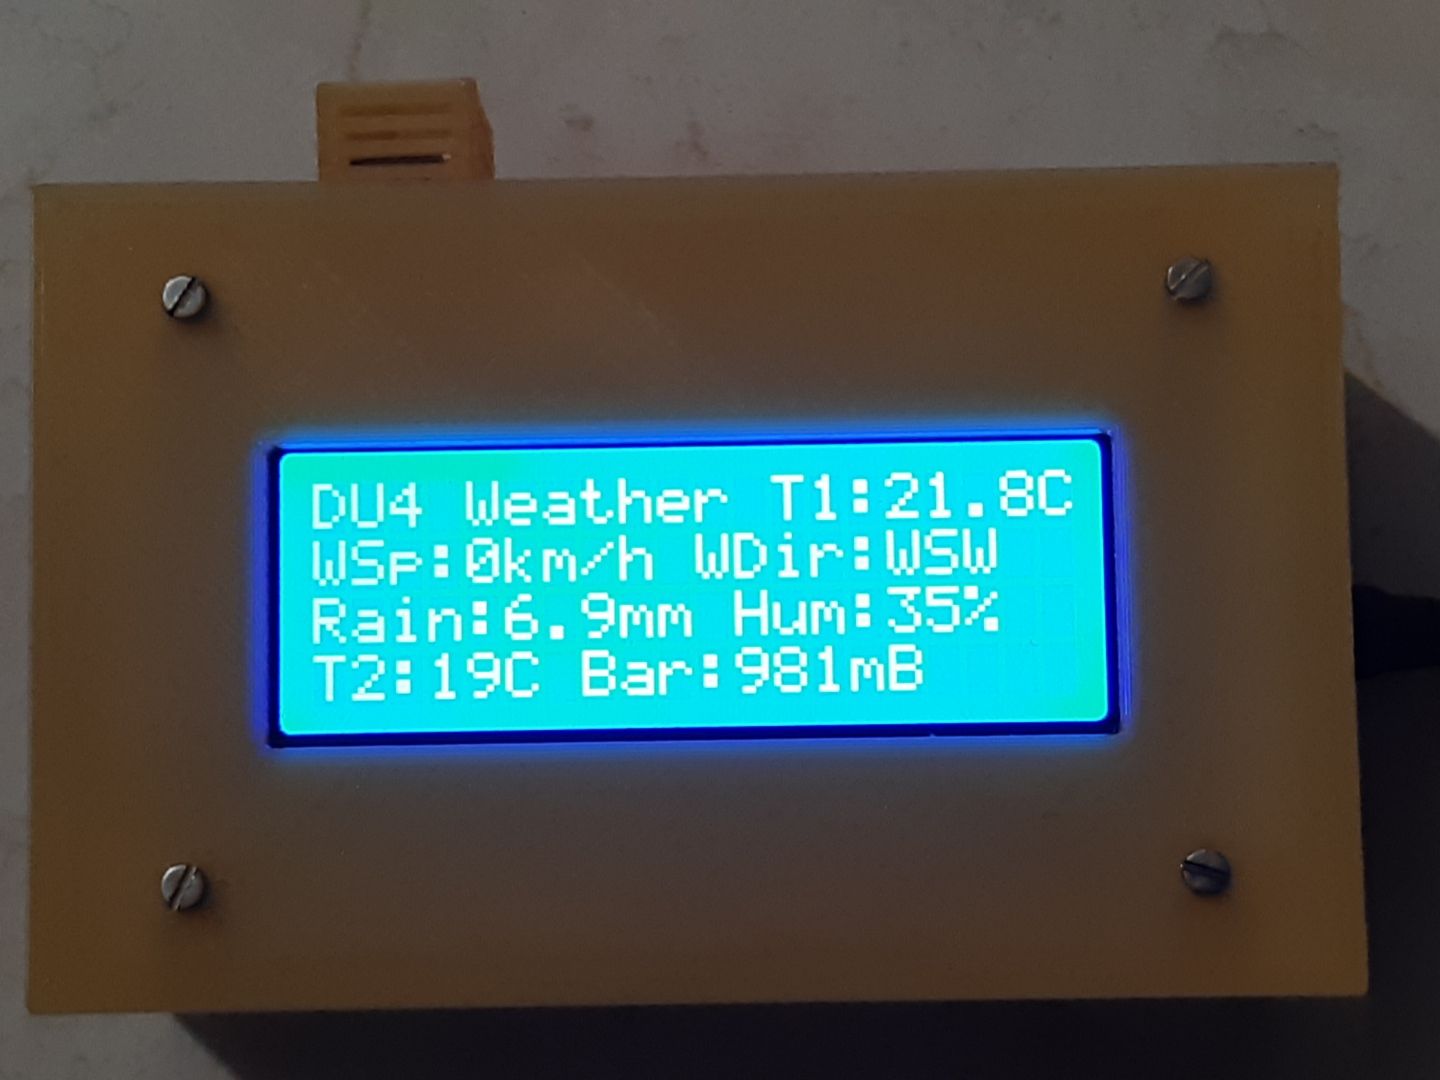 DU4 Weather T1:21.8C
WSp:0km/h WDir:WSW
Rain:6.9mm Hum:35%
T2:19C Bar:981mB